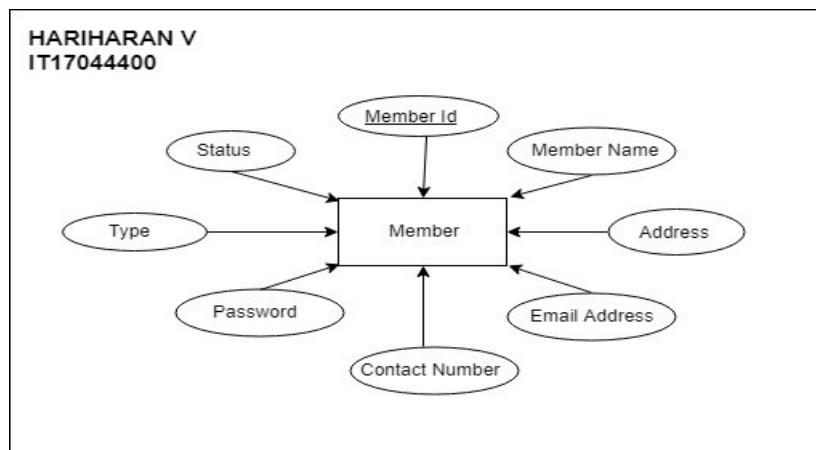 HARIHARAN V
IT17044400
Member Id
Status
Member Name
Type
Member
Address
Password
Email Address
Contact Number